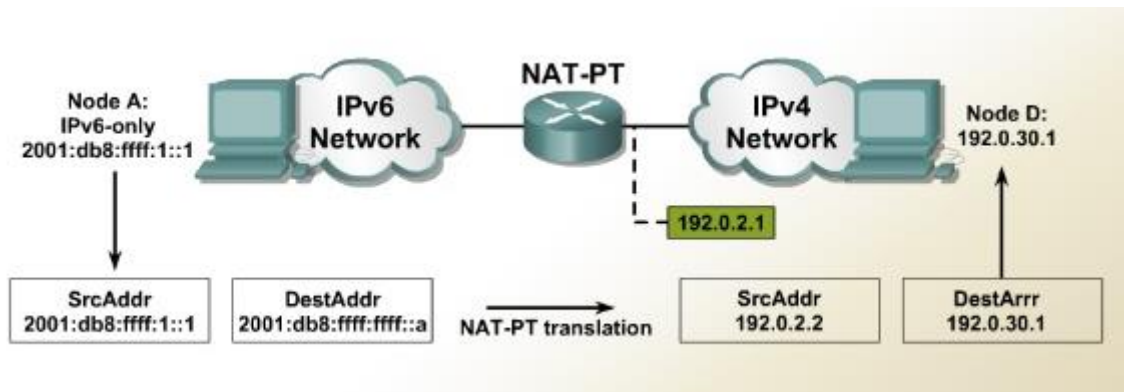 NAT-PT
Node A:
IPv6-only
2001:db8:ffff:1::1
IPv6
Network
IPv4
Network
Node D:
192.0.30.1
192.0.2.1
SrcAddr
2001:db8:ffff:1::1
DestAddr
2001:db8:ffff:ffff::a
NAT-PT translation
SrcAddr
192.0.2.2
DestArrr
192.0.30.1